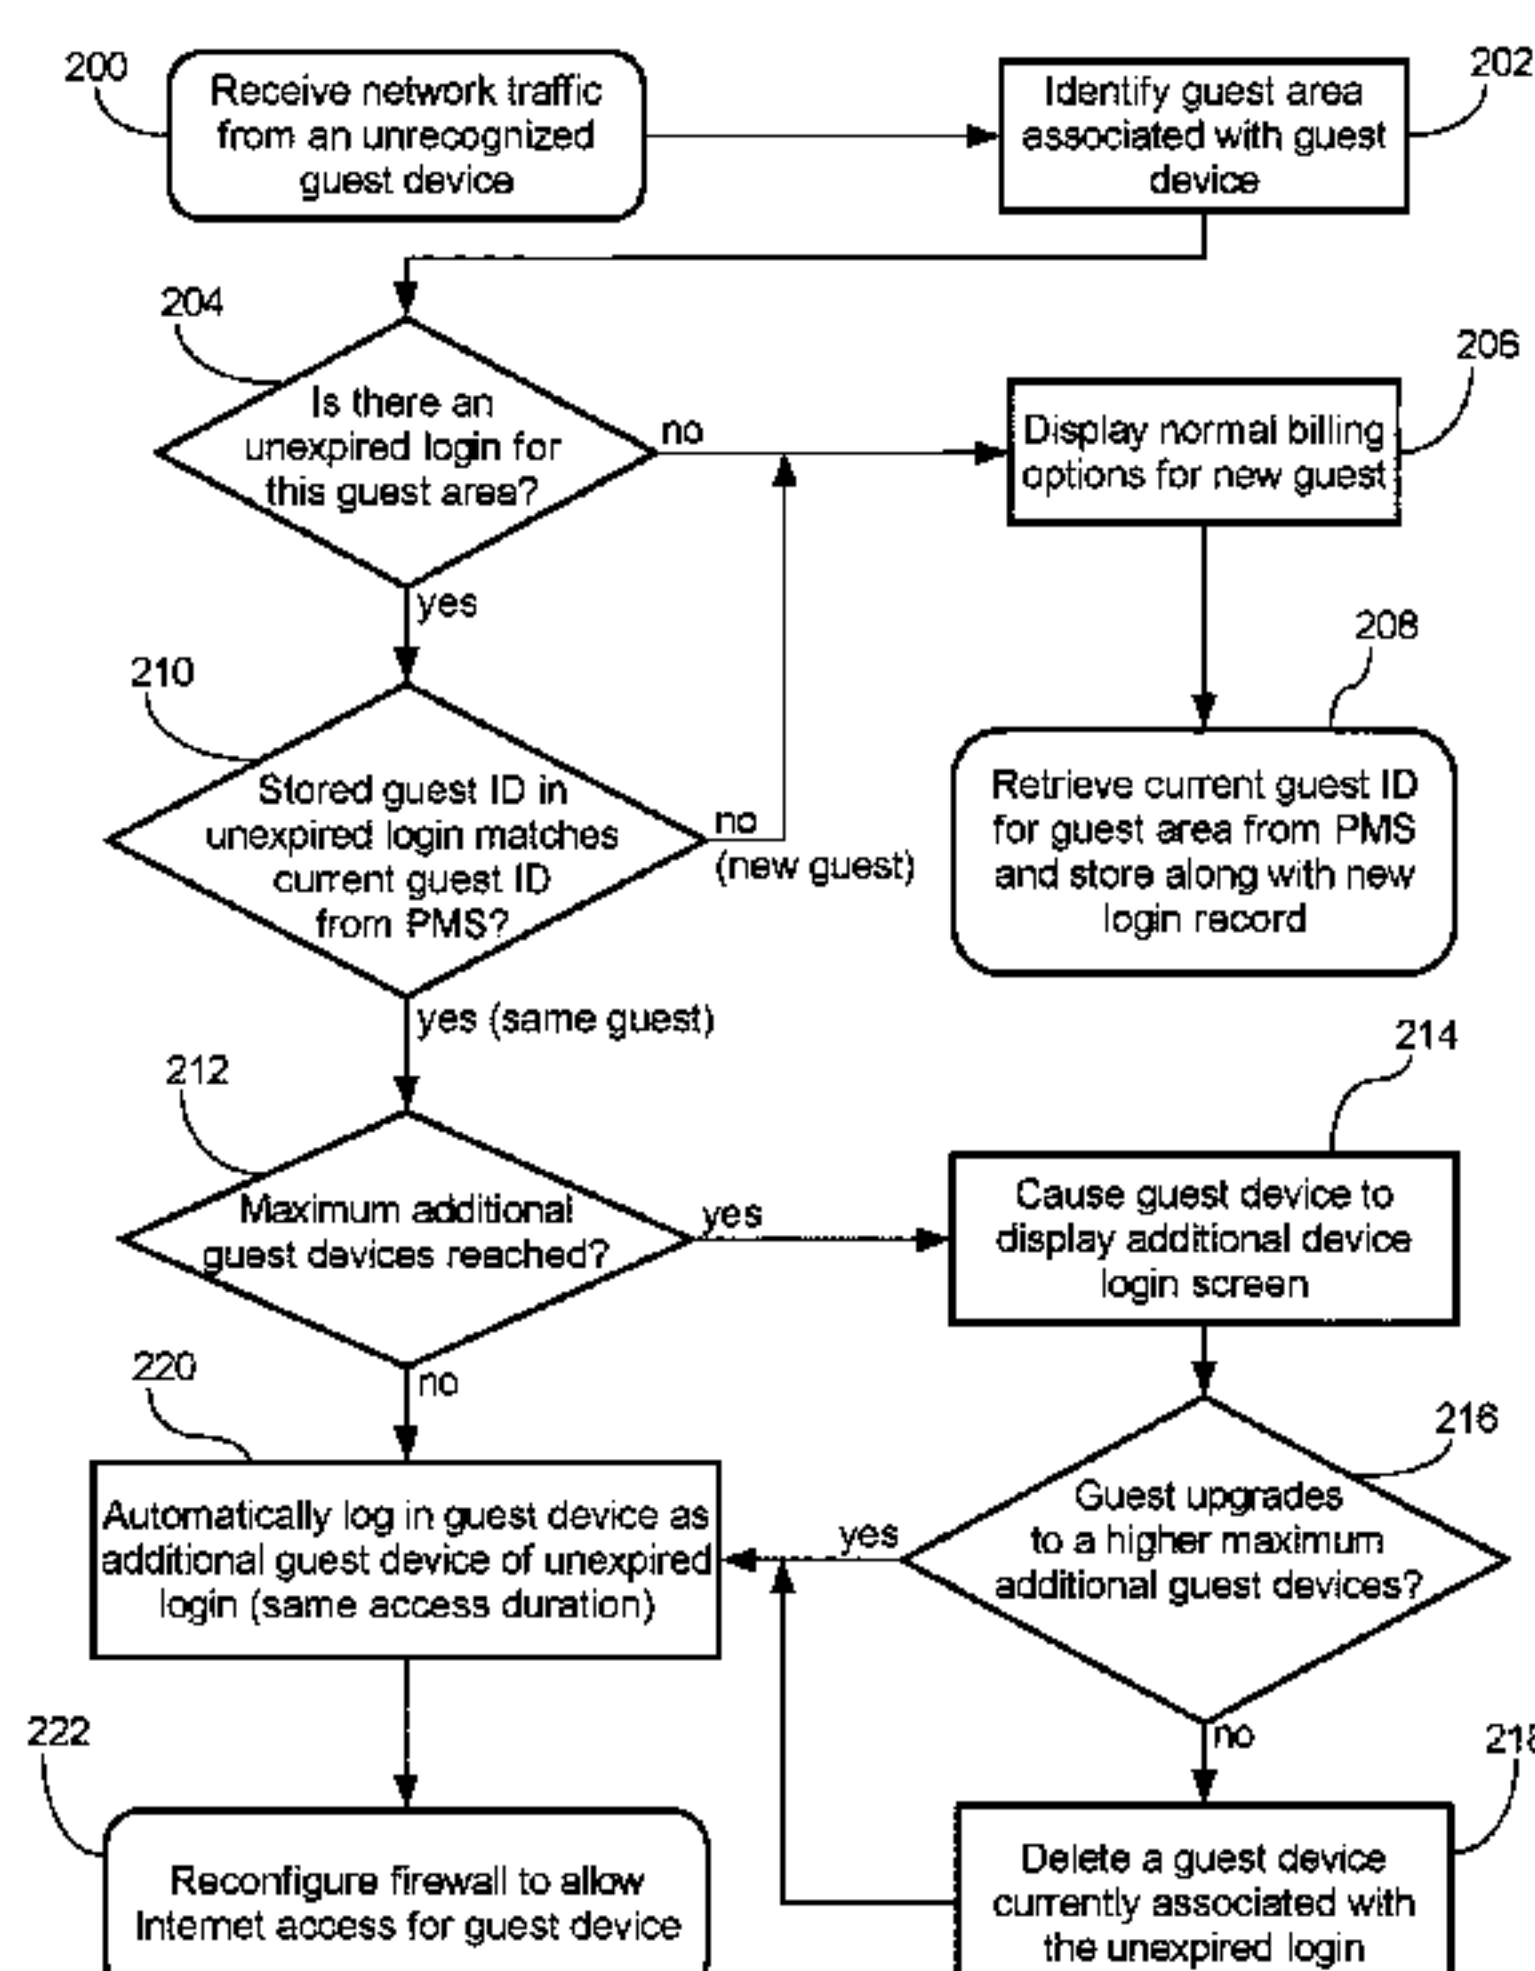 200
Receive network traffic
from an unrecognized
guest device
202
Identify guest area
associated with guest
device
204
Is there an
unexpired login for
this guest area?
no
yes
206
Display normal billing
options for new guest
208
Retrieve current guest ID
for guest area from PMS
and store along with new
login record
210
Stored guest ID in
unexpired login matches
current guest ID
from PMS?
no
(new guest)
yes (same guest)
212
Maximum additional
guest devices reached?
yes
no
214
Cause guest device to
display additional device
login screen
216
Guest upgrades
to a higher maximum
additional guest devices?
yes
no
218
Delete a guest device
currently associated with
the unexpired login
220
Automatically log in guest device as
additional guest device of unexpired
login (same access duration)
222
Reconfigure firewall to allow
Internet access for guest device